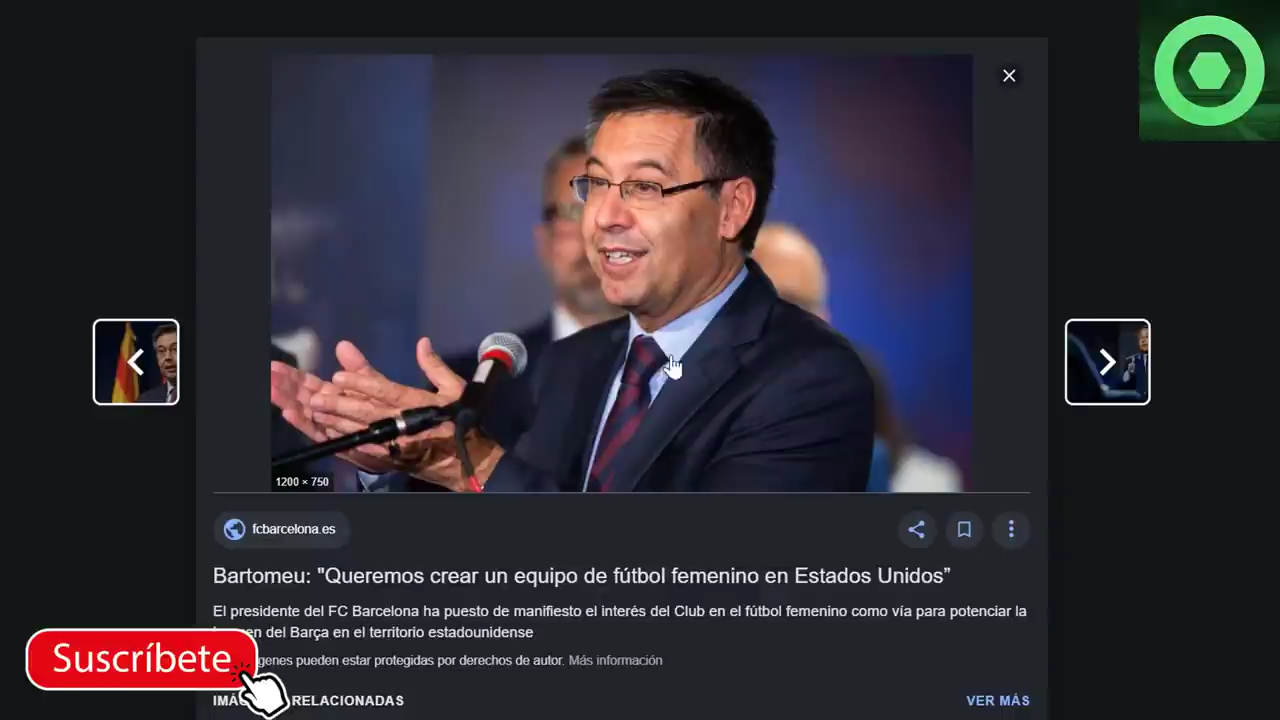 1200 × 750
fcbarcelona.es
Bartomeu: "Queremos crear un equipo de fútbol femenino en Estados Unidos”
El presidente del FC Barcelona ha puesto de manifiesto el interés del Club en el fútbol femenino como vía para potenciar la
del Barça en el territorio estadounidense
pueden estar protegidas por derechos de autor. Más información
Suscríbete
RELACIONADAS
VER MÁS